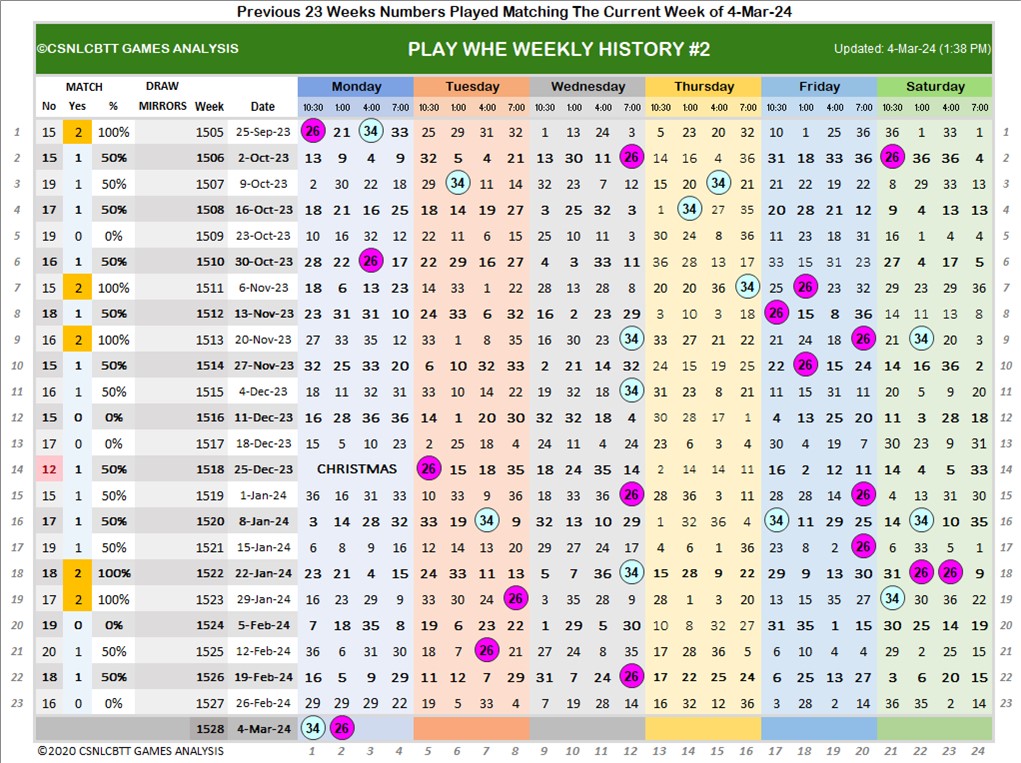 Previous 23 Weeks Numbers Played Matching The Current Week of 4-Mar-24
©CSNLCBTT GAMES ANALYSIS PLAY WHE WEEKLY HISTORY #2 Updated: 4-Mar-24 (1:38 PM)
MATCH DRAW Monday Tuesday Wednesday Thursday Friday Saturday
No Yes % MIRRORS Week Date 10:30 1:00 4:00 7:00 10:30 1:00 4:00 7:00 10:30 1:00 4:00 7:00 10:30 1:00 4:00 7:00 10:30 1:00 4:00 7:00 10:30 1:00 4:00 7:00
1 15 2 100% 1505 25-Sep-23 26 21 34 33 25 29 31 32 1 13 24 3 5 23 20 32 10 1 25 36 36 1 33 1 1
2 15 1 50% 1506 2-Oct-23 13 9 4 9 32 5 4 21 13 30 11 26 14 16 4 36 31 18 33 36 26 36 36 4 2
3 19 1 50% 1507 9-Oct-23 2 30 22 18 29 34 11 14 32 23 7 12 15 20 34 21 21 22 19 22 8 29 33 13 3
4 17 1 50% 1508 16-Oct-23 18 21 16 25 18 14 19 27 3 25 32 3 1 34 27 35 20 28 21 12 9 4 13 13 4
5 19 0 0% 1509 23-Oct-23 10 16 32 12 22 11 6 15 25 10 11 3 30 24 8 36 11 23 18 31 16 1 4 4 5
6 16 1 50% 1510 30-Oct-23 28 22 26 17 22 29 16 27 4 3 33 11 36 28 13 17 33 15 31 23 27 4 17 5 6
7 15 2 100% 1511 6-Nov-23 18 6 13 23 14 33 1 22 28 13 28 8 20 20 36 34 25 26 23 32 29 23 29 36 7
8 18 1 50% 1512 13-Nov-23 23 31 31 10 24 33 6 32 16 2 23 29 3 10 3 18 26 15 8 36 14 11 13 8 8
9 16 2 100% 1513 20-Nov-23 27 33 35 12 33 1 8 35 16 30 23 34 33 27 21 22 21 24 18 26 21 34 20 3 9
10 15 1 50% 1514 27-Nov-23 32 25 33 20 6 10 32 33 21 14 32 24 15 19 25 22 26 15 24 14 16 36 2 10
11 16 1 50% 1515 4-Dec-23 18 11 32 31 33 10 14 22 19 32 18 34 31 23 8 21 11 15 31 11 20 5 9 20 11
12 15 0 0% 1516 11-Dec-23 16 28 36 36 14 1 20 30 32 32 18 4 30 28 17 1 4 13 25 20 11 3 28 18 12
13 17 0 0% 1517 18-Dec-23 15 5 10 23 2 25 18 4 24 11 4 24 23 6 3 4 30 4 19 7 30 23 9 31 13
14 12 1 50% 1518 25-Dec-23 CHRISTMAS 26 15 18 35 18 24 35 14 2 14 14 11 16 2 12 11 14 4 5 33 14
15 15 1 50% 1519 1-Jan-24 36 16 31 33 10 33 9 36 18 33 36 26 28 36 3 11 28 28 14 26 4 13 31 30 15
16 17 1 50% 1520 8-Jan-24 3 14 28 32 33 19 34 9 32 13 10 29 1 32 36 4 34 11 29 25 14 34 10 35 16
17 19 1 50% 1521 15-Jan-24 6 8 9 16 12 14 13 20 29 27 24 17 4 6 1 36 23 8 2 26 6 33 5 1 17
18 18 2 100% 1522 22-Jan-24 23 21 4 15 24 33 11 13 5 7 36 34 15 28 9 22 29 9 13 30 31 26 26 9 18
19 17 2 100% 1523 29-Jan-24 16 23 29 9 33 30 24 26 3 35 28 9 28 1 3 20 13 15 35 27 34 30 36 22 19
20 19 0 0% 1524 5-Feb-24 7 18 35 8 19 6 23 22 1 29 5 30 10 8 32 27 31 35 1 15 30 25 14 19 20
21 20 1 50% 1525 12-Feb-24 36 6 31 30 18 7 26 21 27 24 8 35 17 28 36 5 6 10 4 4 29 2 25 15 21
22 18 1 50% 1526 19-Feb-24 16 5 9 29 11 12 7 29 31 7 24 26 17 22 25 24 6 25 13 27 3 6 20 15 22
23 16 0 0% 1527 26-Feb-24 29 29 29 22 19 5 33 4 7 19 28 14 16 32 12 36 3 28 2 14 36 35 2 14 23
1528 4-Mar-24 34 26
©2020 CSNLCBTT GAMES ANALYSIS 1 2 3 4 5 6 7 8 9 10 11 12 13 14 15 16 17 18 19 20 21 22 23 24